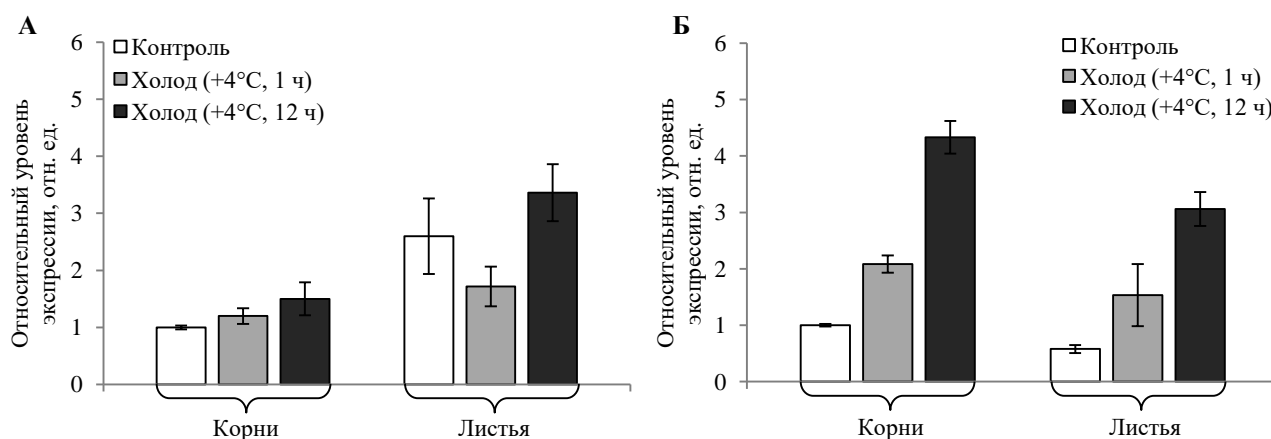 А
Относительный уровень
экспрессии, отн. ед.
6
5
4
3
2
1
0
Контроль
Холод (+4°C, 1 ч)
Холод (+4°C, 12 ч)
Корни
Листья
Б
Относительный уровень
экспрессии, отн. ед.
6
5
4
3
2
1
0
Контроль
Холод (+4°C, 1 ч)
Холод (+4°C, 12 ч)
Корни
Листья